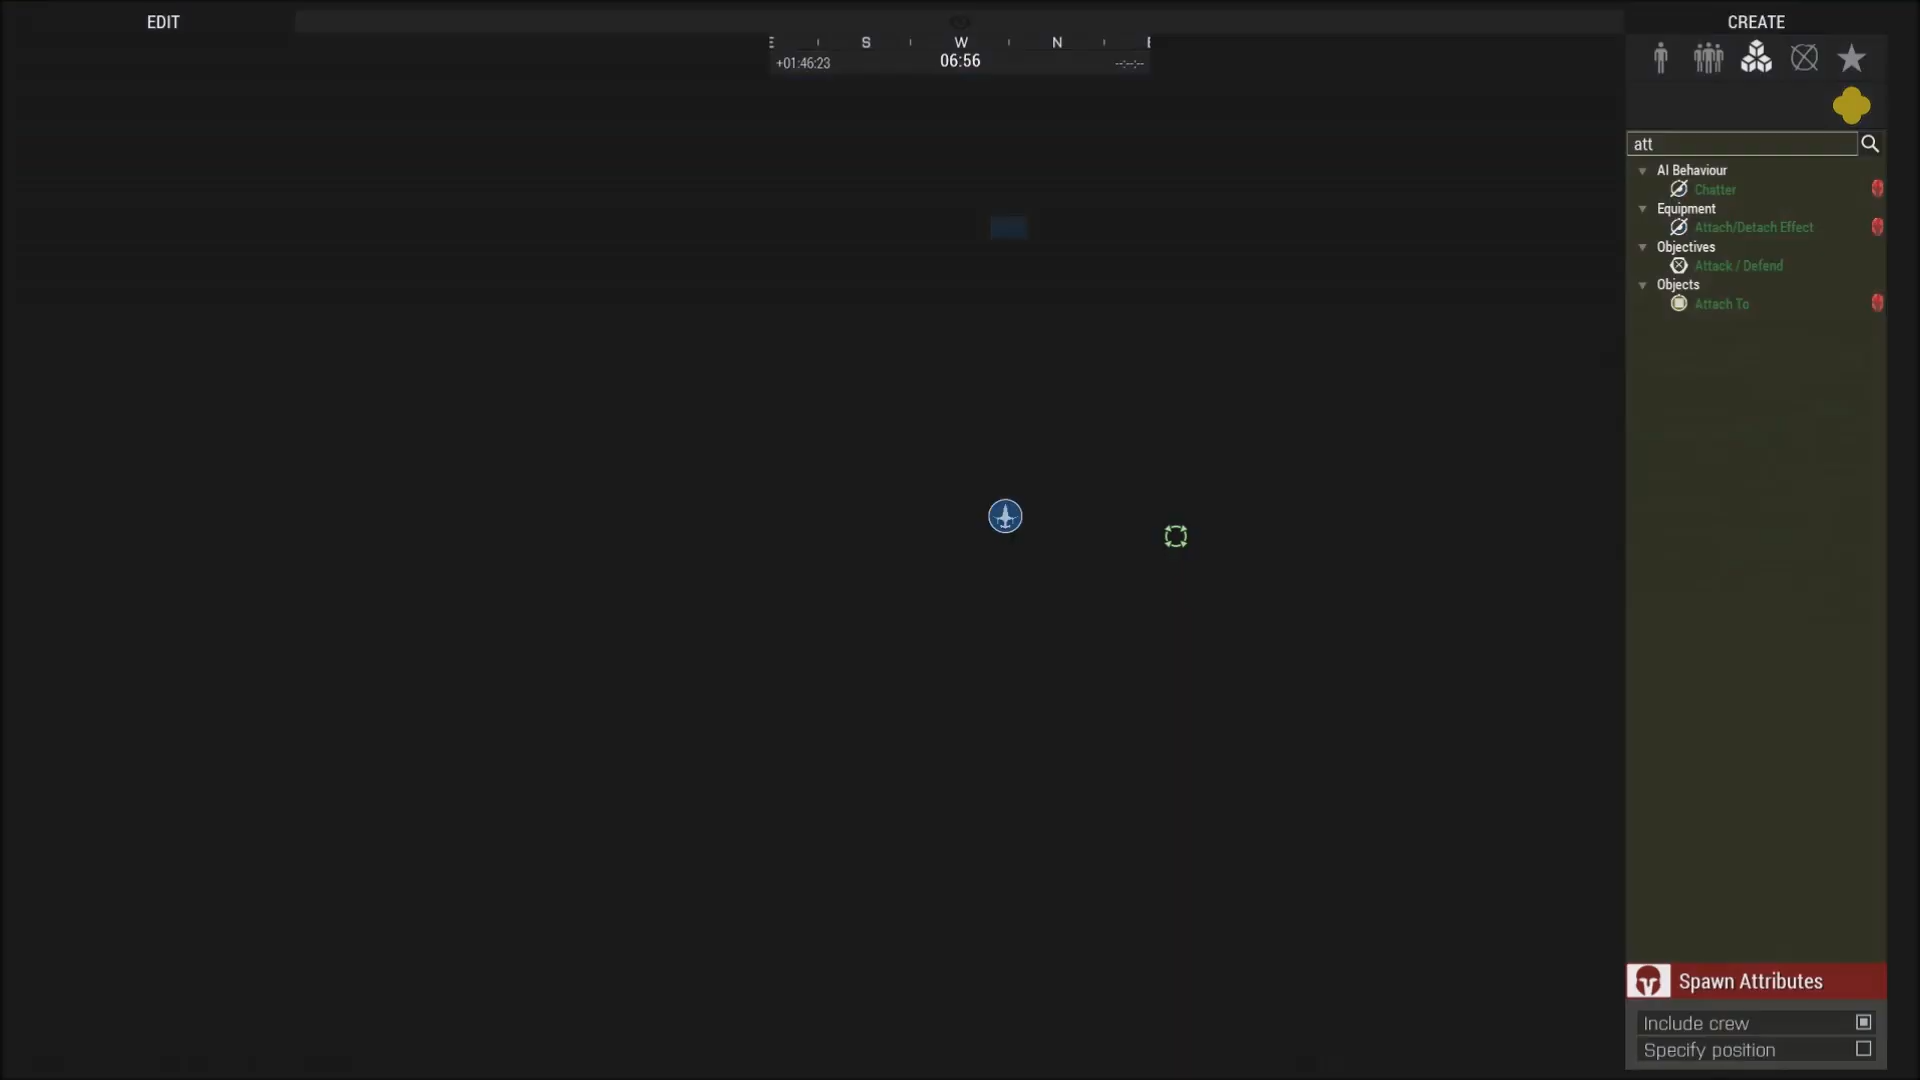 EDIT
CREATE
E S W N E
+01:46:23
06:56
--:--:--
att
AI Behaviour
Chatter
Equipment
Attach/Detach Effect
Objectives
Attack / Defend
Objects
Attach To
Spawn Attributes
Include crew
Specify position